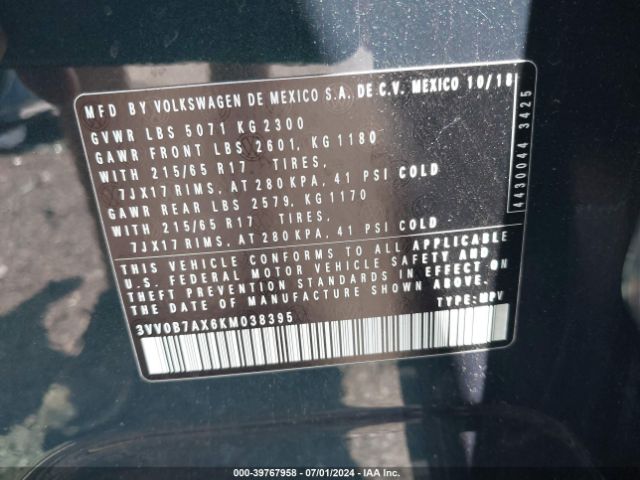 MFD BY VOLKSWAGEN DE MEXICO S.A. DE C.V. MEXICO 10/18
GVWR LBS 5071 KG 2300
GAWR FRONT LBS 2601, KG 1180
WITH 215/65 R17 TIRES,
7JX17 RIMS, AT 280 KPA, 41 PSI COLD
GAWR REAR LBS 2579, KG 1170
WITH 215/65 R17 TIRES,
7JX17 RIMS, AT 280 KPA, 41 PSI COLD
THIS VEHICLE CONFORMS TO ALL APPLICABLE
U.S. FEDERAL MOTOR VEHICLE SAFETY AND
THEFT PREVENTION STANDARDS IN EFFECT ON
THE DATE OF MANUFACTURE SHOWN ABOVE.
3VV0B7AX6KM038395 TYPE: MPV
4430044 3425
000-39767958 - 07/01/2024 - IAA Inc.